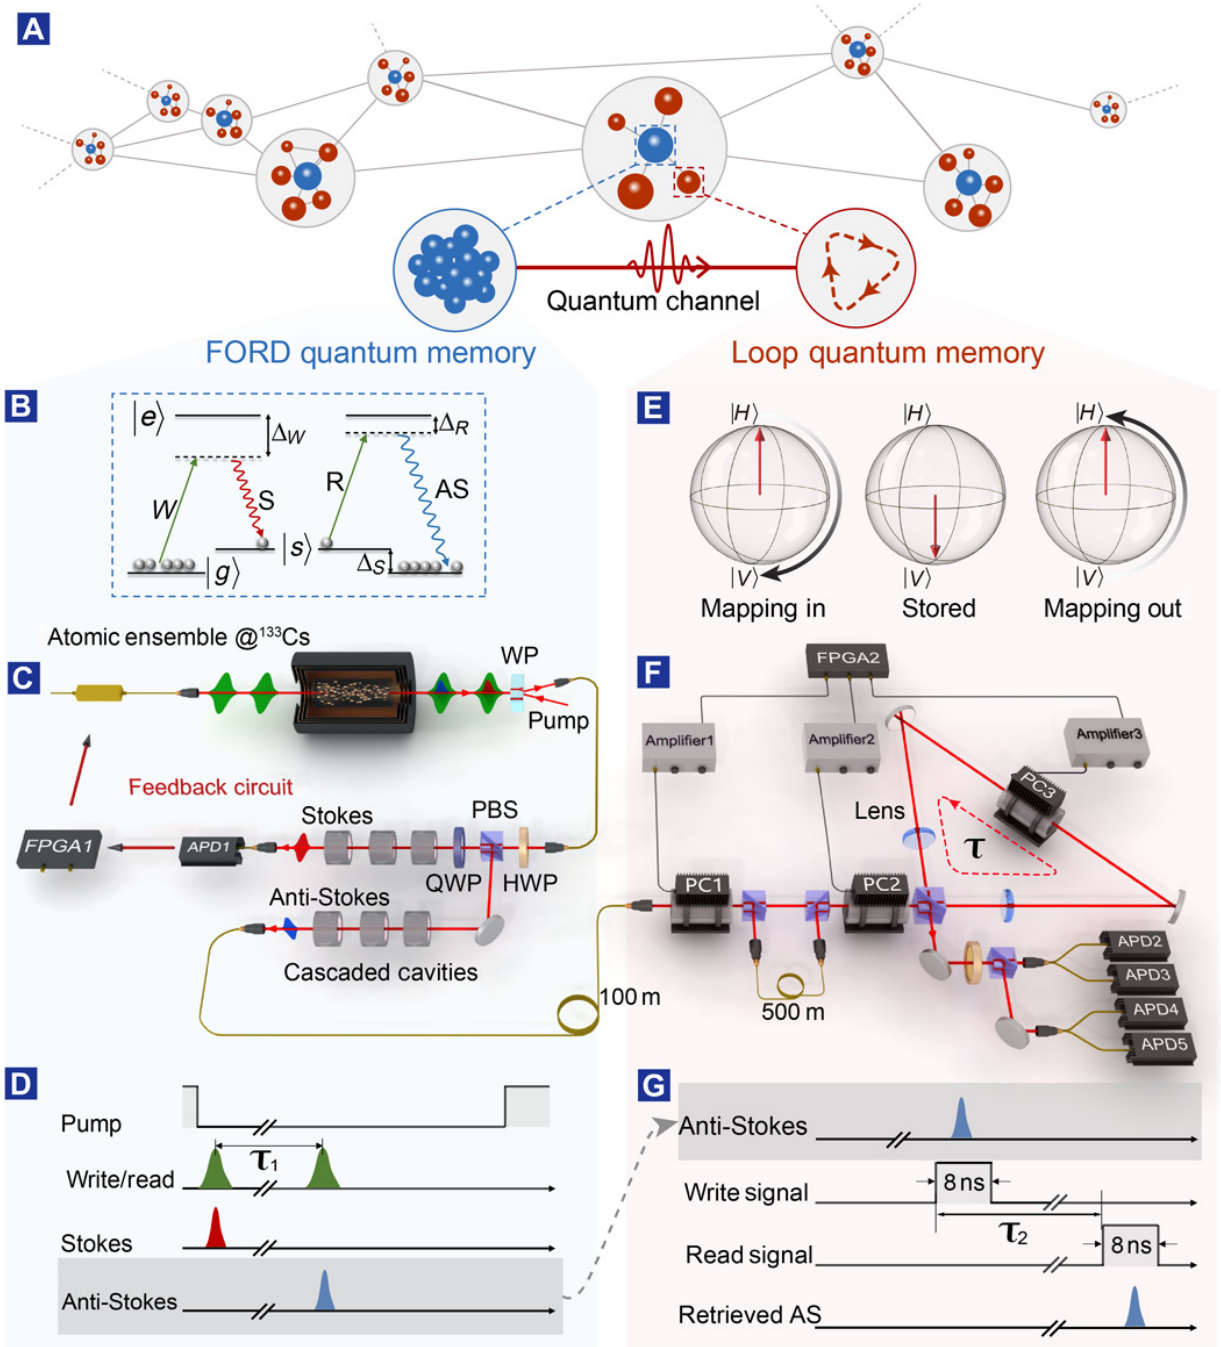 A
Quantum channel
FORD quantum memory
Loop quantum memory
B
|e⟩
Δ_W
Δ_R
W
S
R
AS
|s⟩
|g⟩
Δ_S
Atomic ensemble @¹³³Cs
C
WP
Pump
Feedback circuit
Stokes
PBS
FPGA1
APD1
QWP
HWP
Anti-Stokes
Cascaded cavities
100 m
D
Pump
τ₁
Write/read
Stokes
Anti-Stokes
E
|H⟩
|H⟩
|H⟩
|V⟩
|V⟩
|V⟩
Mapping in
Stored
Mapping out
F
FPGA2
Amplifier1
Amplifier2
Amplifier3
PC3
Lens
τ
PC1
PC2
500 m
APD2
APD3
APD4
APD5
G
Anti-Stokes
Write signal
8 ns
τ₂
Read signal
8 ns
Retrieved AS